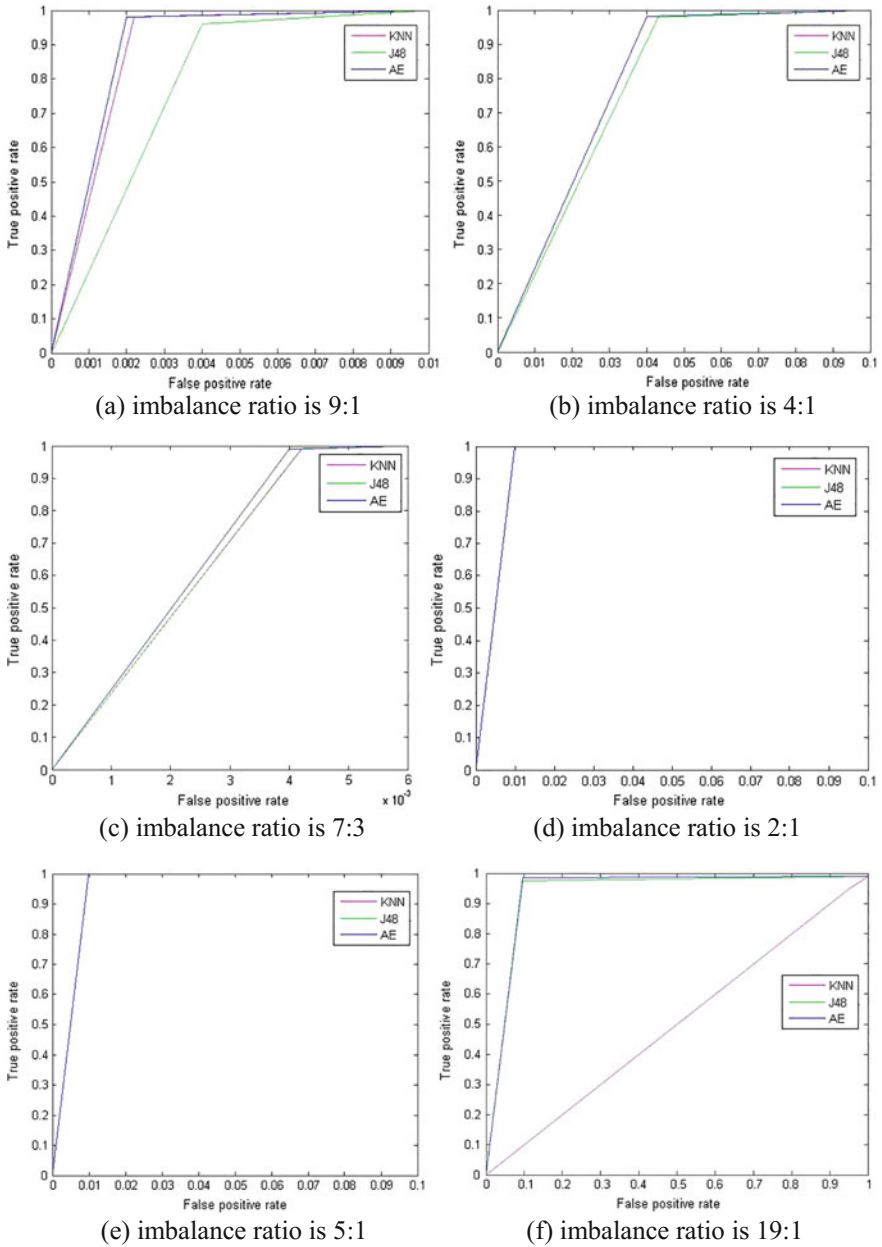 1
0.9
0.8
0.7
0.6
0.5
0.4
0.3
0.2
0.1
0
True positive rate
KNN
J48
AE
0 0.001 0.002 0.003 0.004 0.005 0.006 0.007 0.008 0.009 0.01
False positive rate
(a) imbalance ratio is 9:1
1
0.9
0.8
0.7
0.6
0.5
0.4
0.3
0.2
0.1
0
True positive rate
KNN
J48
AE
0 0.01 0.02 0.03 0.04 0.05 0.06 0.07 0.08 0.09 0.1
False positive rate
(b) imbalance ratio is 4:1
1
0.9
0.8
0.7
0.6
0.5
0.4
0.3
0.2
0.1
0
True positive rate
KNN
J48
AE
0 1 2 3 4 5 6
False positive rate
x 10-3
(c) imbalance ratio is 7:3
1
0.9
0.8
0.7
0.6
0.5
0.4
0.3
0.2
0.1
0
True positive rate
KNN
J48
AE
0 0.01 0.02 0.03 0.04 0.05 0.06 0.07 0.08 0.09 0.1
False positive rate
(d) imbalance ratio is 2:1
1
0.9
0.8
0.7
0.6
0.5
0.4
0.3
0.2
0.1
0
True positive rate
KNN
J48
AE
0 0.01 0.02 0.03 0.04 0.05 0.06 0.07 0.08 0.09 0.1
False positive rate
(e) imbalance ratio is 5:1
1
0.9
0.8
0.7
0.6
0.5
0.4
0.3
0.2
0.1
0
True positive rate
KNN
J48
AE
0 0.1 0.2 0.3 0.4 0.5 0.6 0.7 0.8 0.9 1
False positive rate
(f) imbalance ratio is 19:1